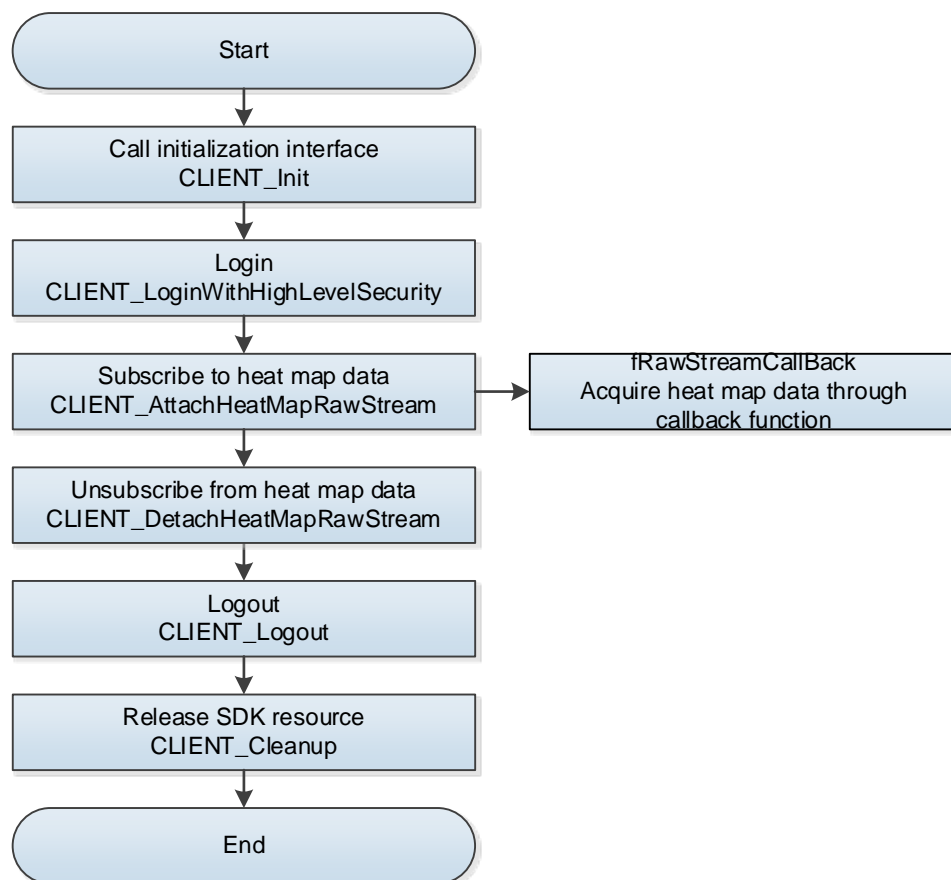 Start
Call initialization interface
CLIENT_Init
Login
CLIENT_LoginWithHighLevelSecurity
Subscribe to heat map data
CLIENT_AttachHeatMapRawStream
fRawStreamCallBack
Acquire heat map data through
callback function
Unsubscribe from heat map data
CLIENT_DetachHeatMapRawStream
Logout
CLIENT_Logout
Release SDK resource
CLIENT_Cleanup
End